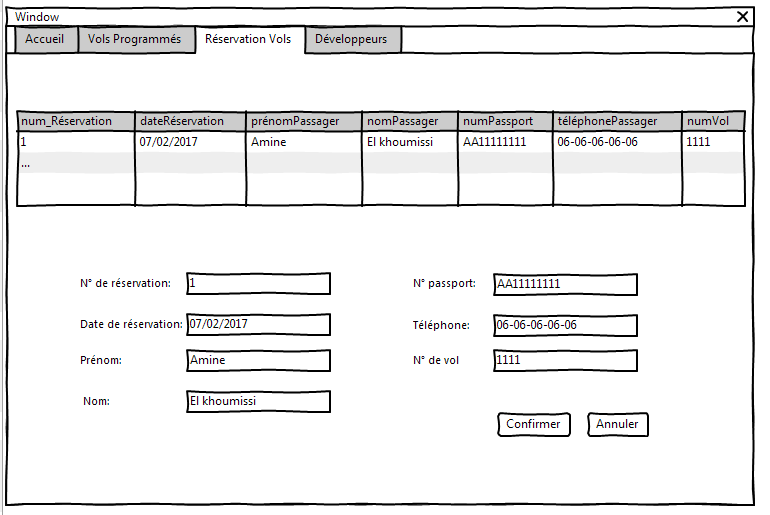 Window
Accueil Vols Programmés Réservation Vols Développeurs
num_Réservation dateRéservation prénomPassager nomPassager numPassport téléphonePassager numVol
1 07/02/2017 Amine El khoumissi AA11111111 06-06-06-06-06 1111
...
N° de réservation: 1 N° passport: AA11111111
Date de réservation: 07/02/2017 Téléphone: 06-06-06-06-06
Prénom: Amine N° de vol 1111
Nom: El khoumissi
Confirmer Annuler